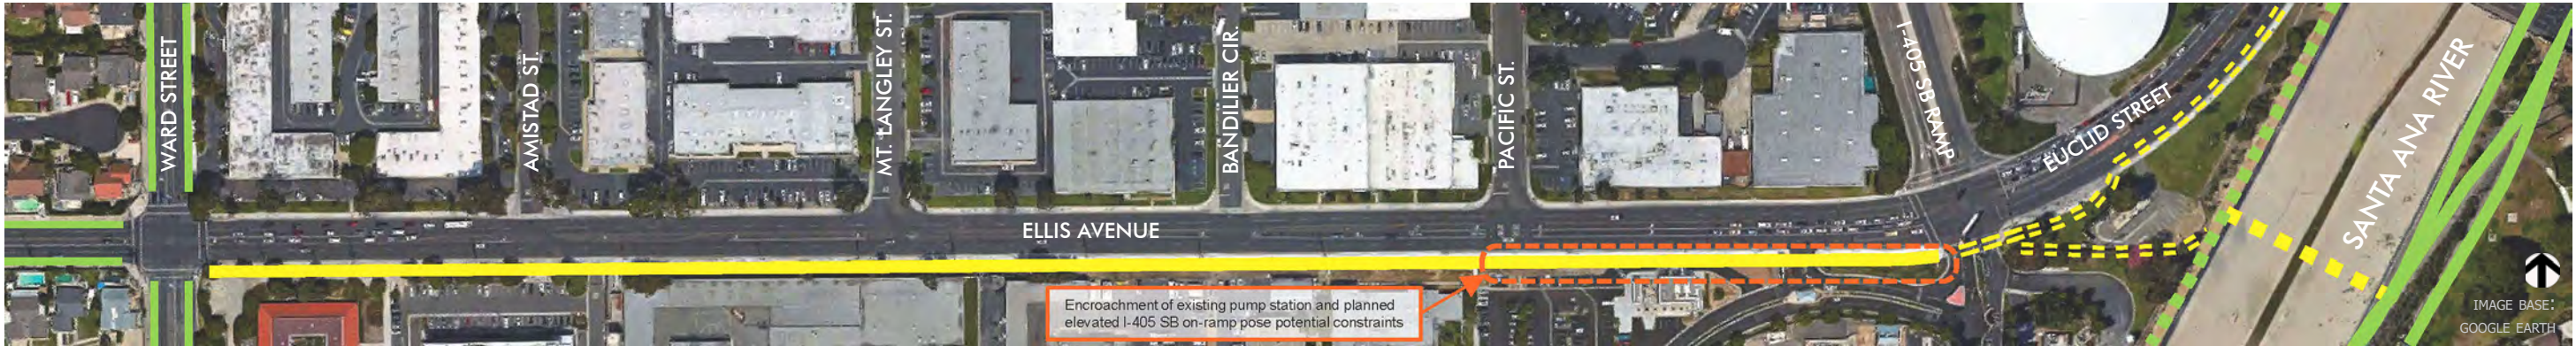 WARD STREET
AMISTAD ST.
MT. LANGLEY ST.
BANDILIER CIR.
PACIFIC ST.
I-405 SB RAMP
EUCLID STREET
SANTA ANA RIVER
ELLIS AVENUE
Encroachment of existing pump station and planned
elevated I-405 SB on-ramp pose potential constraints
IMAGE BASE:
GOOGLE EARTH